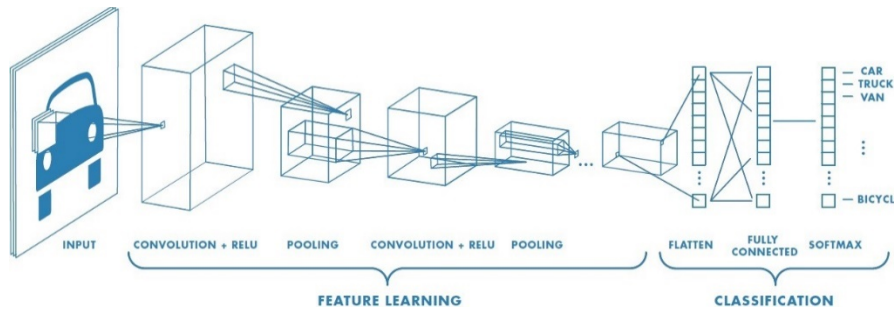 CAR
TRUCK
VAN
BICYCL
INPUT
CONVOLUTION + RELU
POOLING
CONVOLUTION + RELU
POOLING
FLATTEN
FULLY
CONNECTED
SOFTMAX
FEATURE LEARNING
CLASSIFICATION